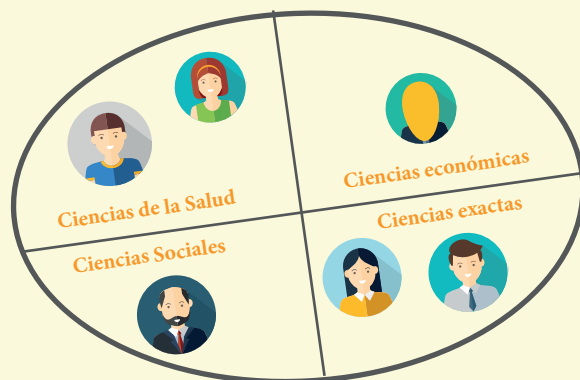 Ciencias de la Salud
Ciencias económicas
Ciencias Sociales
Ciencias exactas